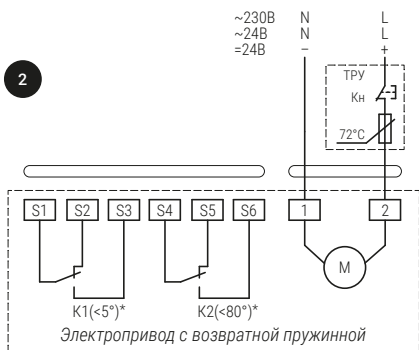 ~230В N L
~24В N L
=24В – +
2
ТРУ
Кн
72°C
S1 S2 S3 S4 S5 S6 1 2
M
K1(<5°)* K2(<80°)*
Электропривод с возвратной пружинной